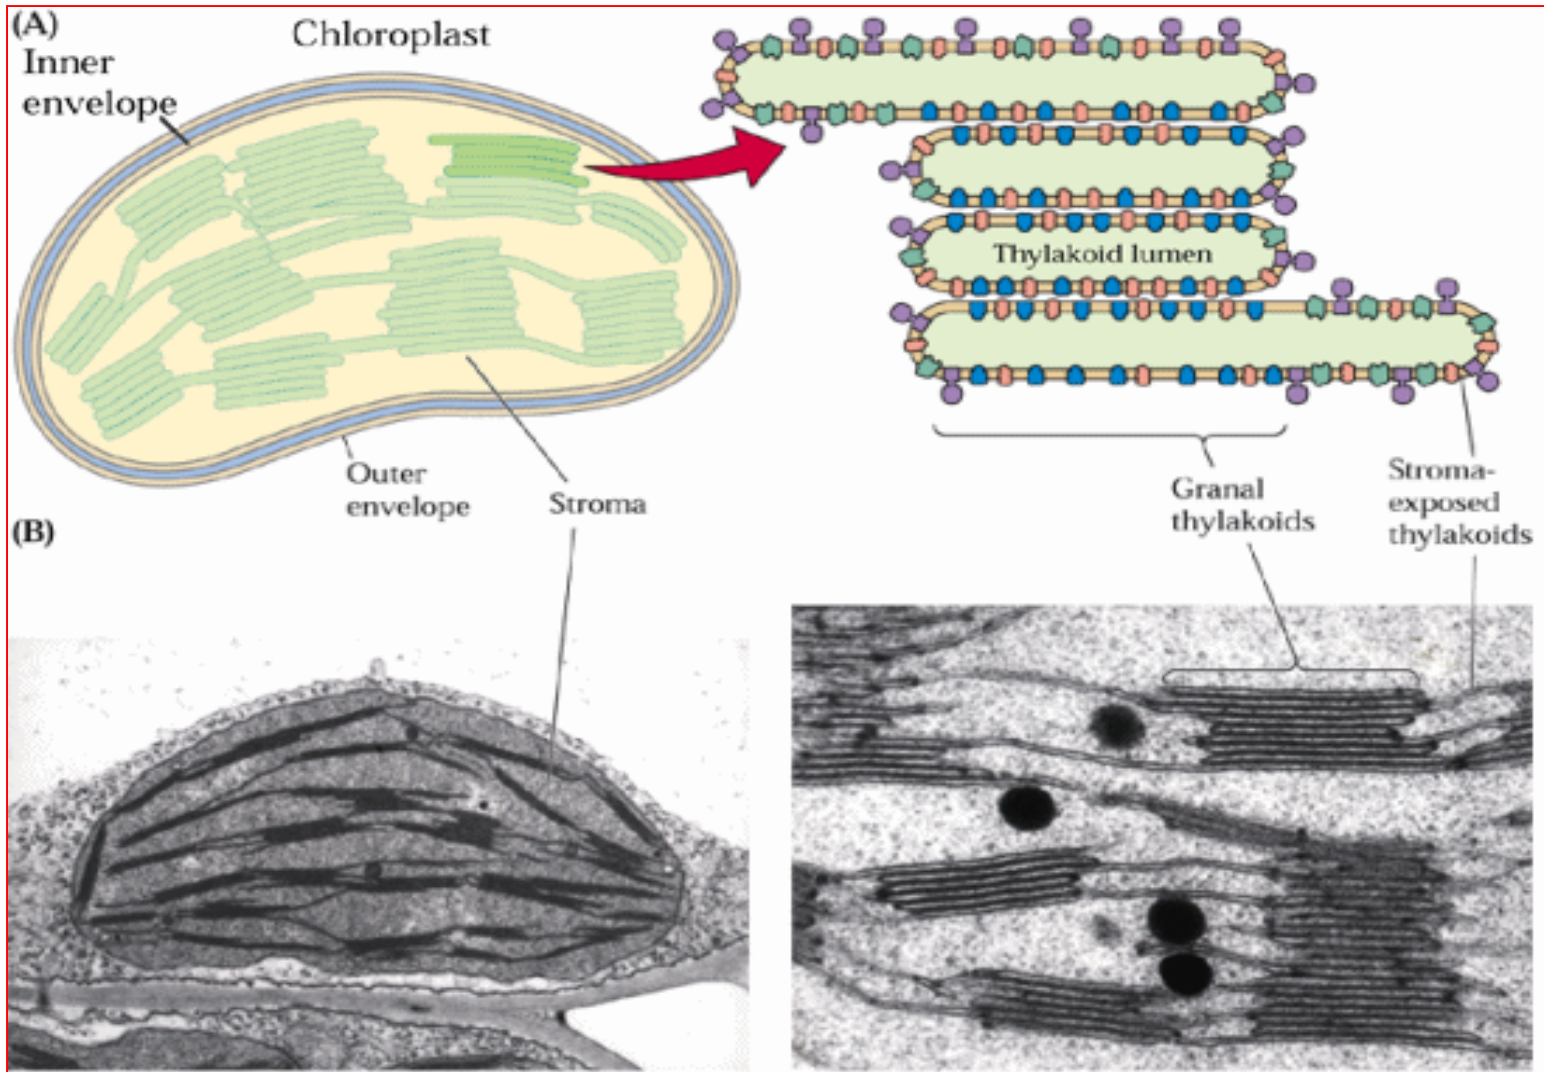 (A)
Chloroplast
Inner
envelope
Thylakoid lumen
Outer
envelope
Stroma
Granal
thylakoids
Stroma-
exposed
thylakoids
(B)